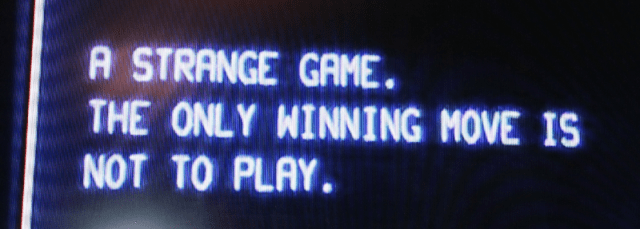 A STRANGE GAME.
THE ONLY WINNING MOVE IS
NOT TO PLAY.